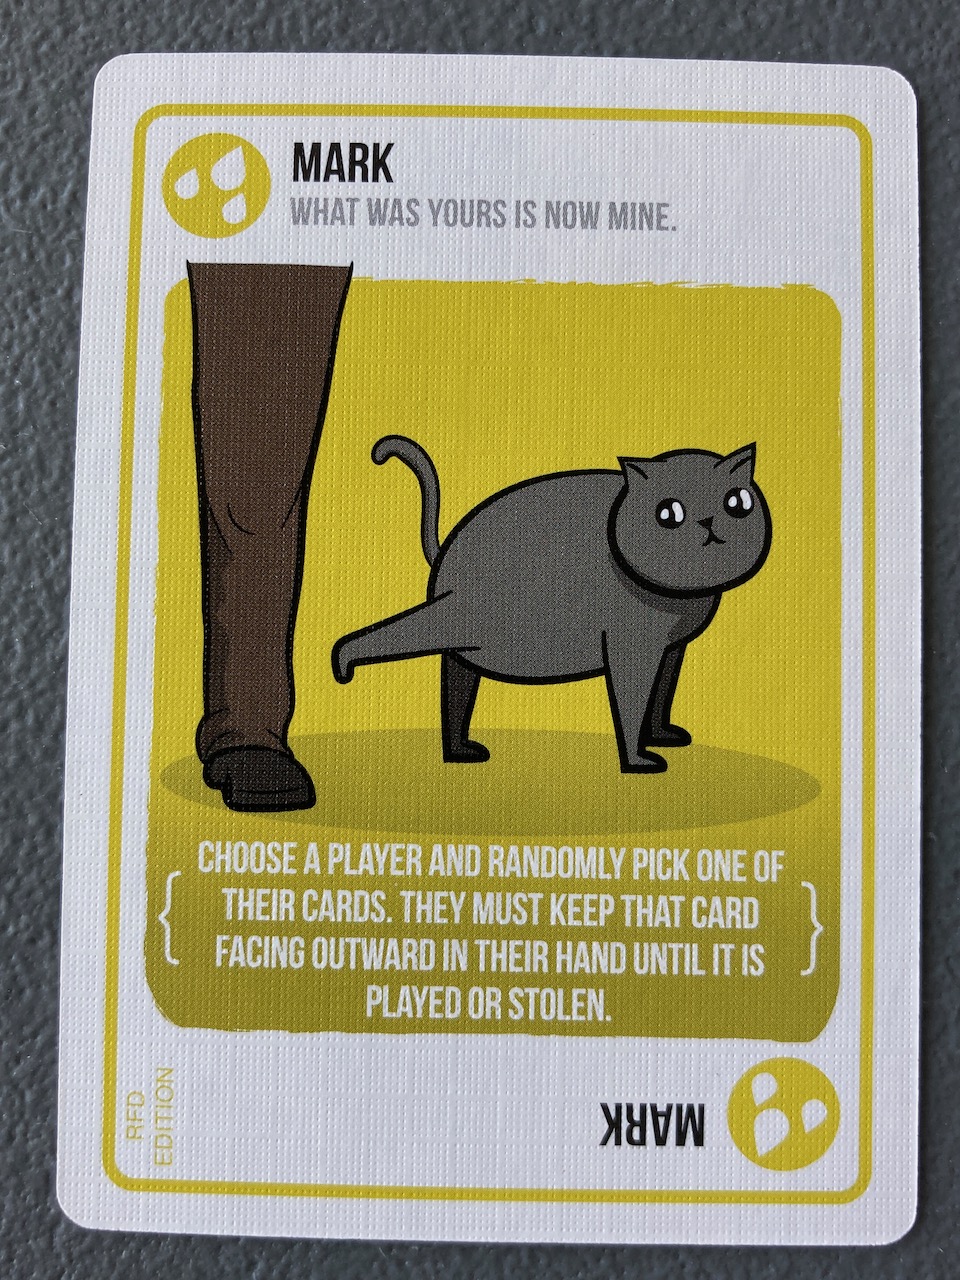 MARK
WHAT WAS YOURS IS NOW MINE.
CHOOSE A PLAYER AND RANDOMLY PICK ONE OF
THEIR CARDS. THEY MUST KEEP THAT CARD
FACING OUTWARD IN THEIR HAND UNTIL IT IS
PLAYED OR STOLEN.
RFD
EDITION
MARK